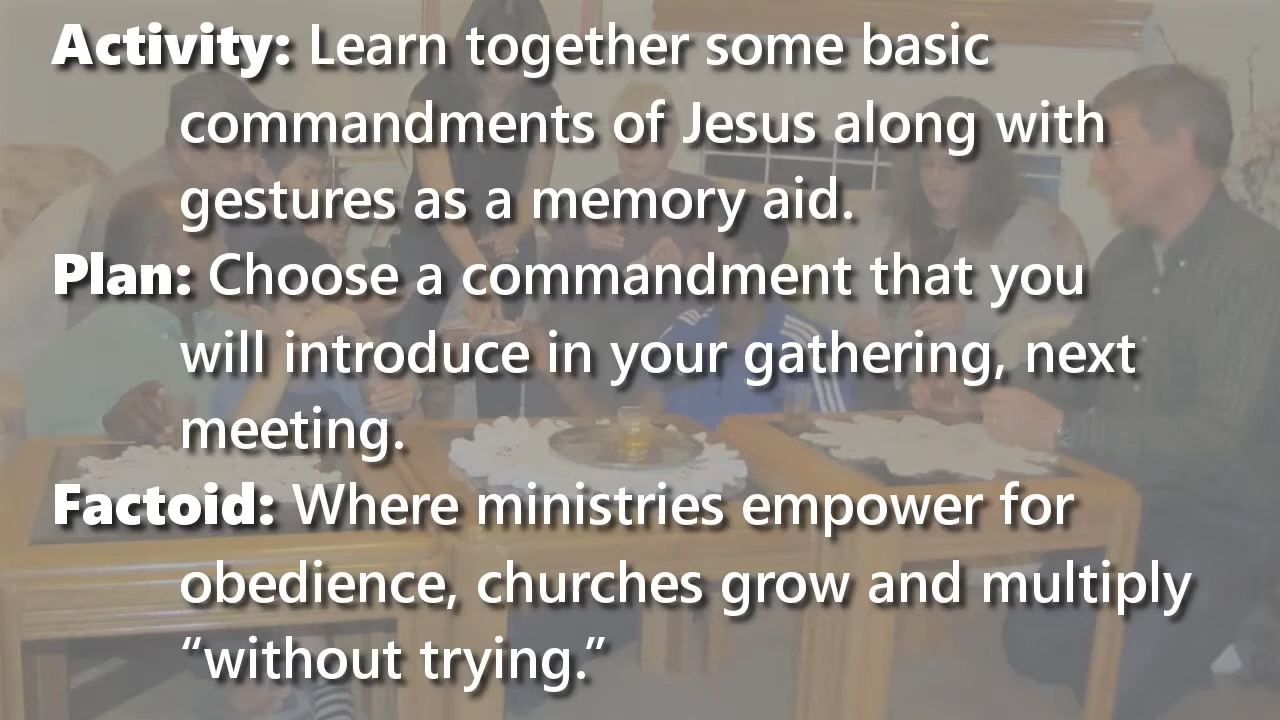 Activity: Learn together some basic
commandments of Jesus along with
gestures as a memory aid.
Plan: Choose a commandment that you
will introduce in your gathering, next
meeting.
Factoid: Where ministries empower for
obedience, churches grow and multiply
“without trying.”